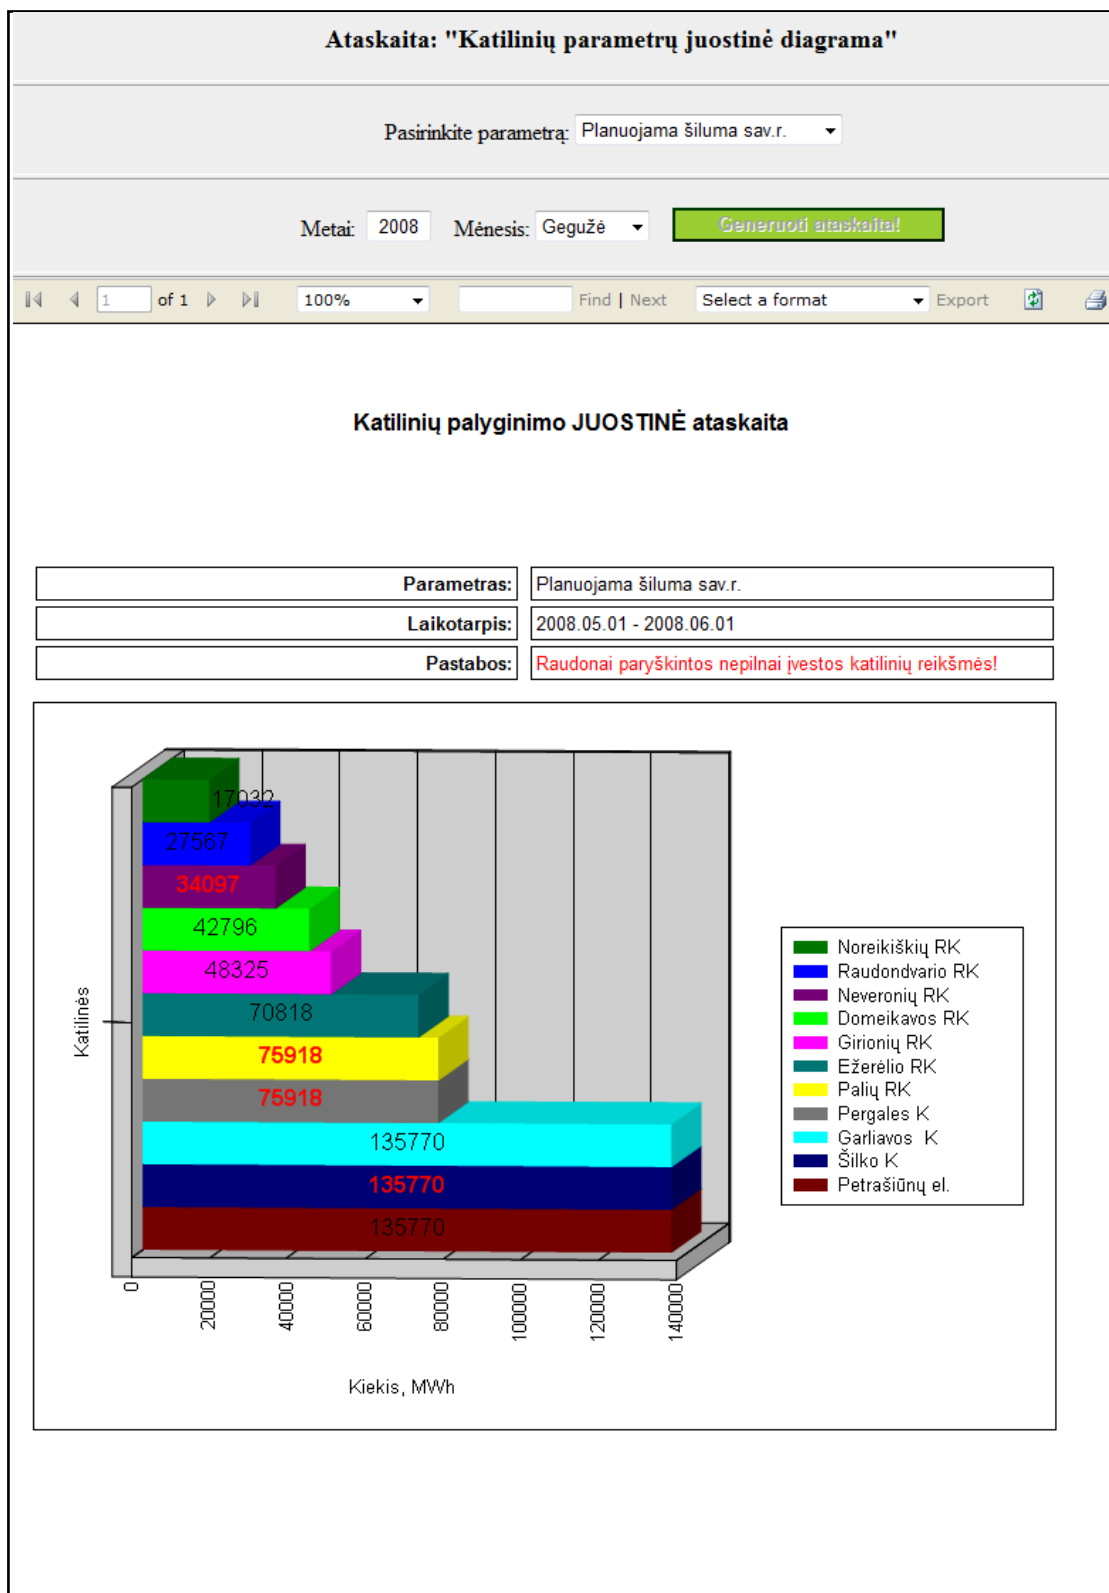 Ataskaita: "Katilinių parametrų juostinė diagrama"
Pasirinkite parametrą: Planuojama šiluma sav.r.
Metai: 2008 Mėnesis: Gegužė Generuoti ataskaita!
1 of 1 100% Find | Next Select a format Export
Katilinių palyginimo JUOSTINĖ ataskaita
Parametras: Planuojama šiluma sav.r.
Laikotarpis: 2008.05.01 - 2008.06.01
Pastabos: Raudonai paryškintos nepilnai įvestos katilinių reikšmės!
17032
27567
34097
42796
48325
70818
75918
75918
135770
135770
135770
Katilinės
0 20000 40000 60000 80000 100000 120000 140000
Kiekis, MWh
Noreikiškių RK
Raudondvario RK
Neveronių RK
Domeikavos RK
Girionių RK
Ežerėlio RK
Palių RK
Pergales K
Garliavos K
Šilko K
Petrašiūnų el.